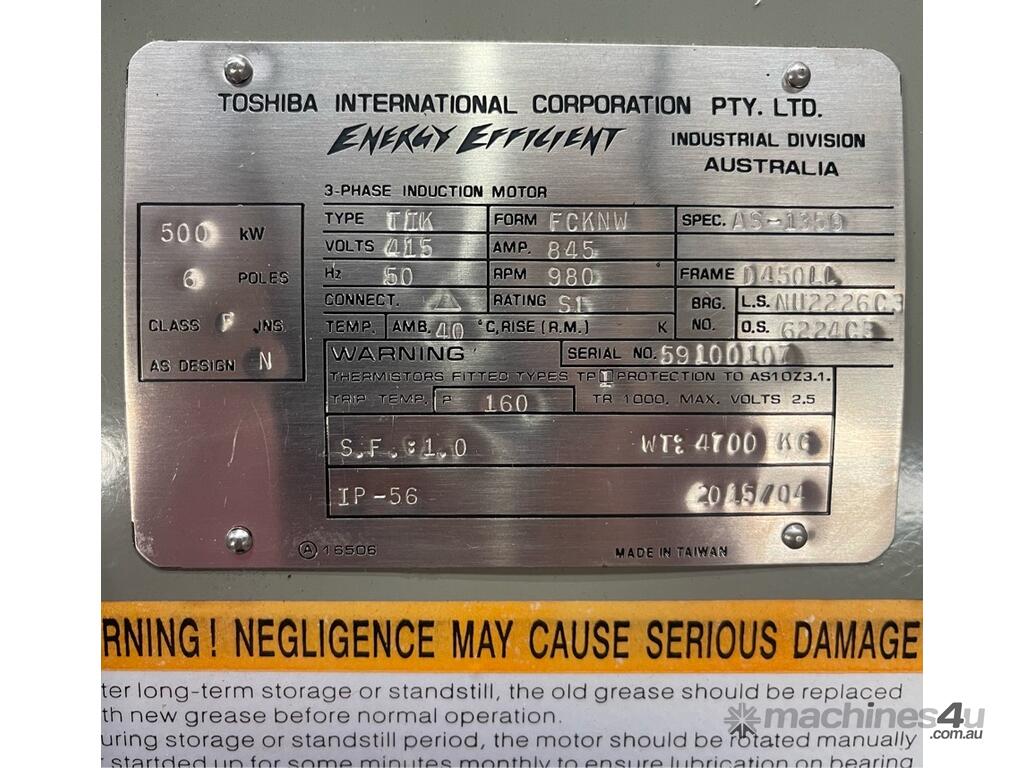 TOSHIBA INTERNATIONAL CORPORATION PTY. LTD.
ENERGY EFFICIENT
INDUSTRIAL DIVISION
AUSTRALIA
3-PHASE INDUCTION MOTOR
500 kW
6 POLES
CLASS F INS.
AS DESIGN N
TYPE TIK FORM FCKNW SPEC. AS-1359
VOLTS 415 AMP. 845
Hz 50 RPM 980 FRAME D450LL
CONNECT. △ RATING S1 BRG. NO. L.S. NU2226C3
TEMP. AMB. 40 °C, RISE (R.M.) K O.S. 6224C3
WARNING SERIAL NO. 59100107
THERMISTORS FITTED TYPES TP I PROTECTION TO AS10Z3.1.
TRIP TEMP. P 160 TR 1000, MAX. VOLTS 2.5
S.F.:1.0 WT: 4700 KG
IP-56 2015/04
Ⓐ 16506 MADE IN TAIWAN
RNING! NEGLIGENCE MAY CAUSE SERIOUS DAMAGE
ter long-term storage or standstill, the old grease should be replaced
th new grease before normal operation.
uring storage or standstill period, the motor should be rotated manually
startded up for some minutes monthly to ensure lubrication on bearing
machines4u
.com.au